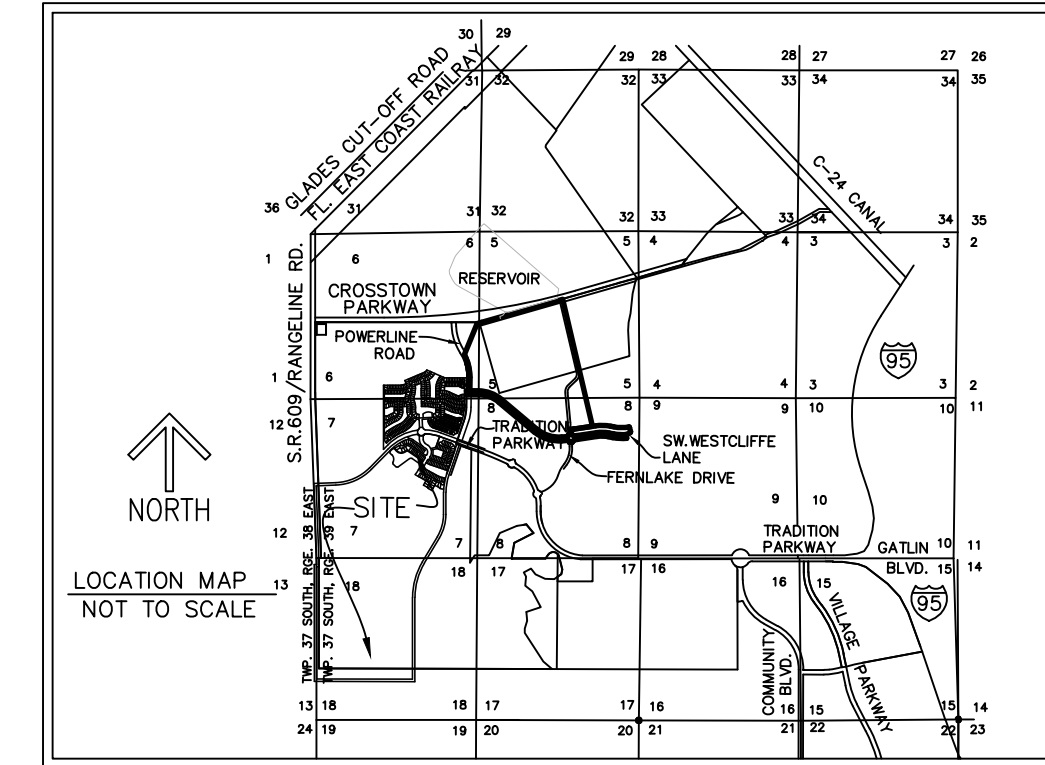 30 29
29 28
28 27
27 26
31 32
32 33
33 34
34 35
GLADES CUT-OFF ROAD
FL. EAST COAST RAILRAY
C-24 CANAL
36 31
31 32
32 33
33 34
34 35
1 6
6 5
5 4
4 3
3 2
S.R.609/RANGELINE RD.
RESERVOIR
CROSSTOWN
PARKWAY
POWERLINE
ROAD
95
1 6
5
5 4
4 3
3 2
12 7
8
8 9
9 10
10 11
TRADITION
PARKWAY
SW.WESTCLIFFE
LANE
FERNLAKE DRIVE
NORTH
SITE
9 10
12 7
7 8
8 9
TRADITION
PARKWAY
GATLIN
BLVD.
10 11
15 14
13 18
18 17
17 16
16 15
95
LOCATION MAP
NOT TO SCALE
TWP. 37 SOUTH, RGE. 38 EAST
TWP. 37 SOUTH, RGE. 39 EAST
COMMUNITY
BLVD.
VILLAGE PARKWAY
13 18
18 17
17 16
16 15
15 14
24 19
19 20
20 21
21 22
22 23